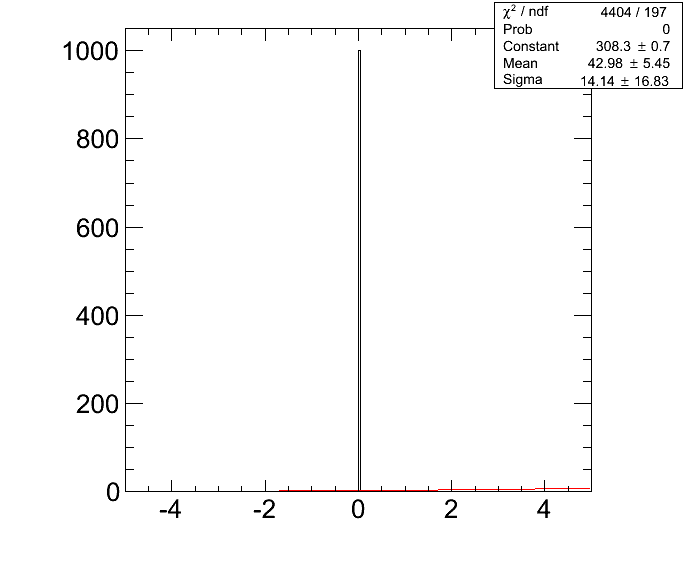 χ² / ndf 4404 / 197
Prob 0
Constant 308.3 ± 0.7
Mean 42.98 ± 5.45
Sigma 14.14 ± 16.83
1000
800
600
400
200
0
-4 -2 0 2 4